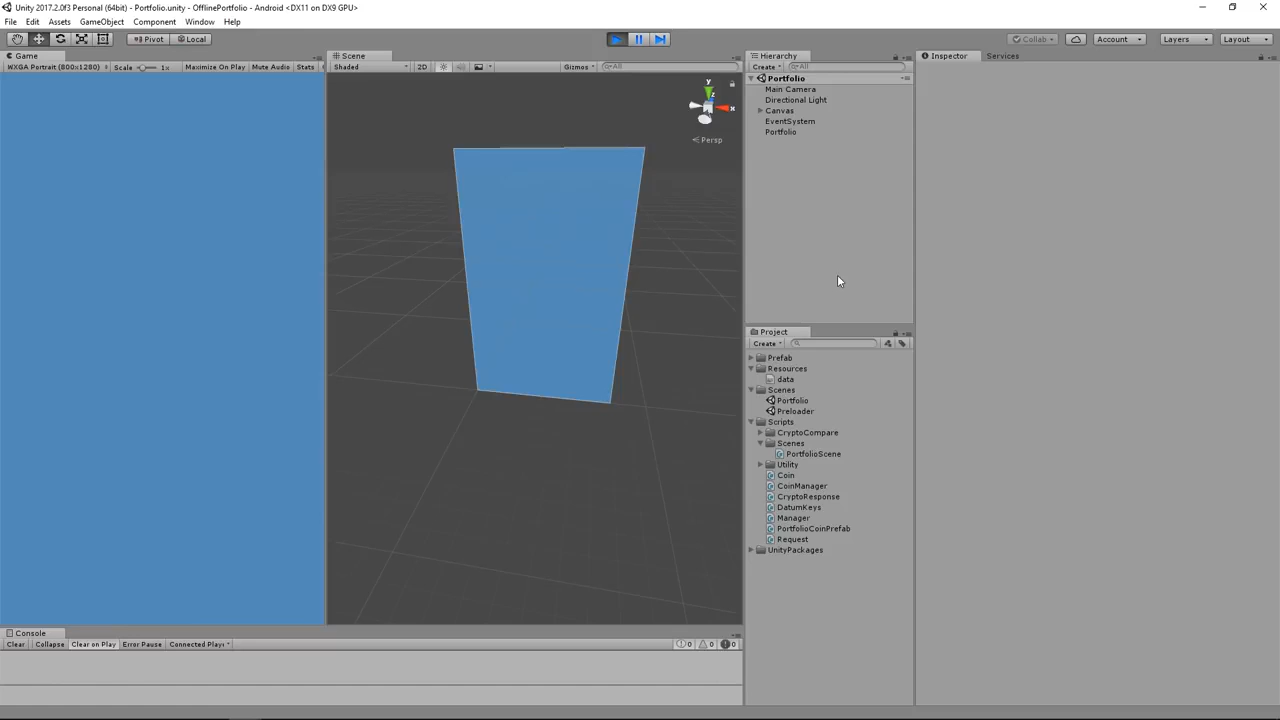 Unity 2017.2.0f3 Personal (64bit) - Portfolio.unity - OfflinePortfolio - Android <DX11 on DX9 GPU>
File Edit Assets GameObject Component Window Help
Pivot Local Collab Account Layers Layout
Game Scene Hierarchy Inspector Services
WXGA Portrait (800x1280) Scale 1x Maximize On Play Mute Audio Stats Shaded 2D Gizmos All Create All
Portfolio
Main Camera
Directional Light
Canvas
EventSystem
Portfolio
y
z
x
Persp
Project
Create
Prefab
Resources
data
Scenes
Portfolio
Preloader
Scripts
CryptoCompare
Scenes
PortfolioScene
Utility
Coin
CoinManager
CryptoResponse
DatumKeys
Manager
PortfolioCoinPrefab
Request
UnityPackages
Console
Clear Collapse Clear on Play Error Pause Connected Play 0 0 0